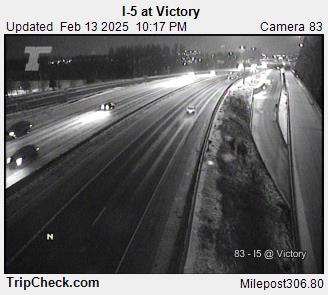 I-5 at Victory
Updated  Feb 13 2025  10:17 PM    Camera 83
T
N
83 - I5 @ Victory
TripCheck.com    Milepost306.80